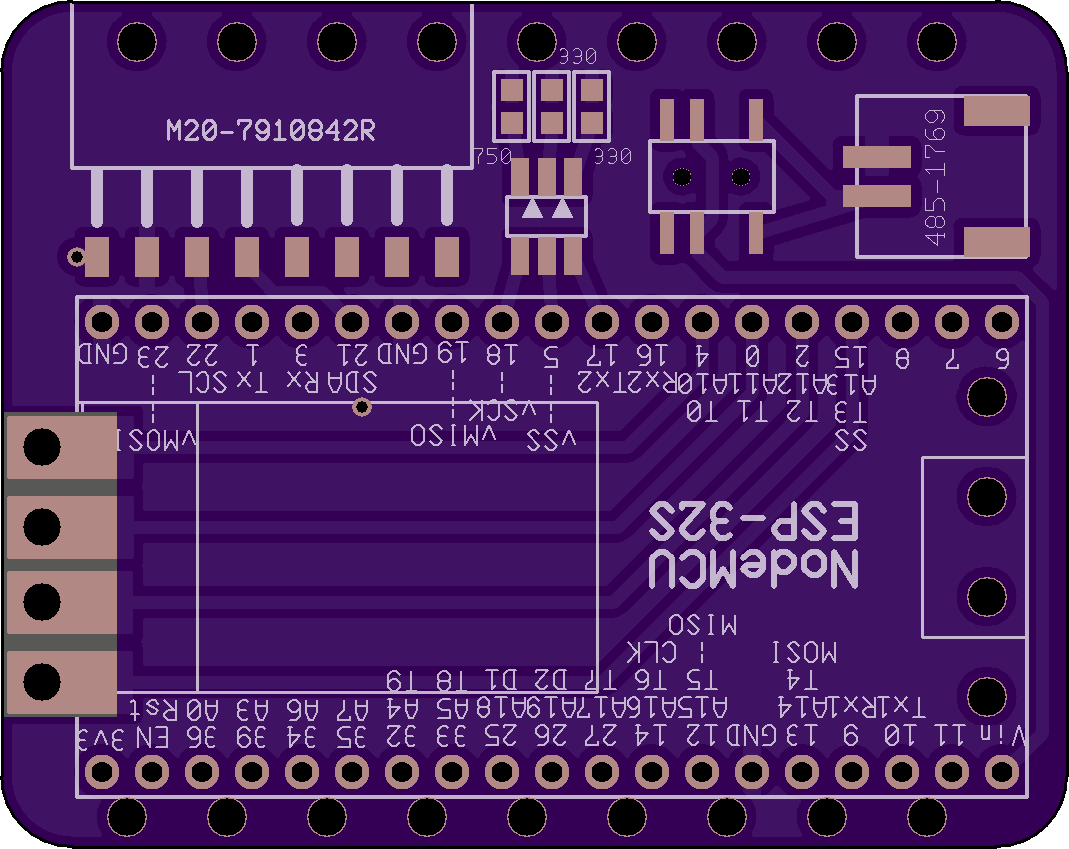 330
M20-7910842R
750
330
485-1769
Vin 11 10 9 13 GND 12 14 27 26 25 33 32 35 34 39 36 EN 3v3
Tx1 Rx1 A14 A15 A16 A17 A19 A18 A5 A4 A7 A6 A3 A0 Rst
T4 T5 T6 T7 D2 D1 T8 T9
MOSI CLK
MISO
NodeMCU
ESP-32S
SS vSS vMISO vMOSI
T3 T2 T1 T0 vSCK
A13 A12 A11 A10 Rx2 Tx2 SDA Rx Tx SCL
6 7 8 15 2 0 4 16 17 5 18 19 GND 21 3 1 22 23 GND